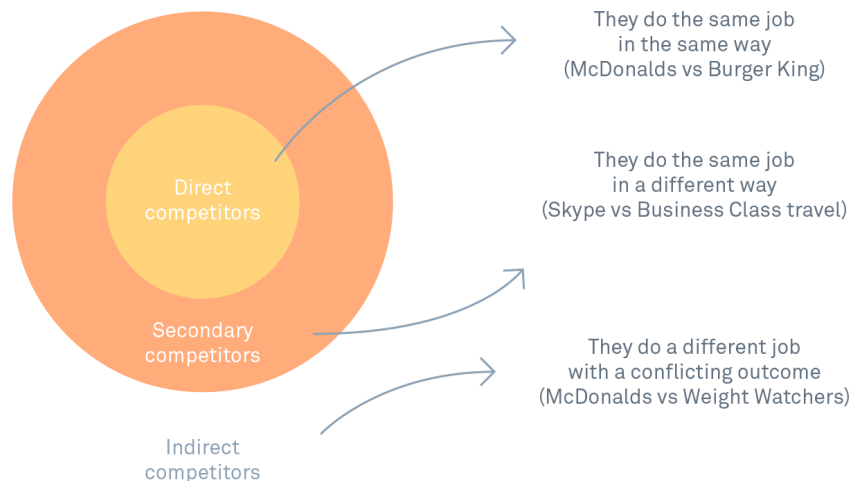 They do the same job
in the same way
(McDonalds vs Burger King)
They do the same job
in a different way
(Skype vs Business Class travel)
Direct
competitors
Secondary
competitors
They do a different job
with a conflicting outcome
(McDonalds vs Weight Watchers)
Indirect
competitors